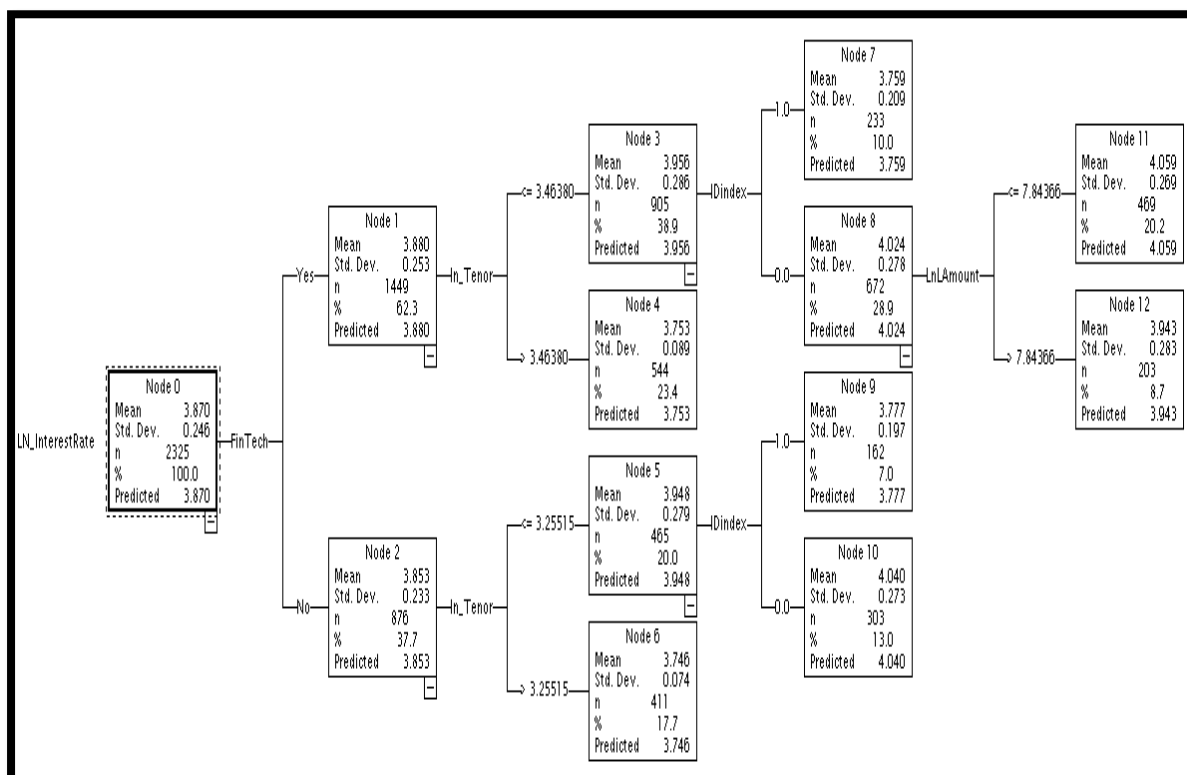 LN_InterestRate
Node 0
Mean 3.870
Std. Dev. 0.246
n 2325
% 100.0
Predicted 3.870
FinTech
Yes
Node 1
Mean 3.880
Std. Dev. 0.253
n 1449
% 62.3
Predicted 3.880
ln_Tenor
<= 3.46380
Node 3
Mean 3.956
Std. Dev. 0.286
n 905
% 38.9
Predicted 3.956
IDindex
1.0
Node 7
Mean 3.759
Std. Dev. 0.209
n 233
% 10.0
Predicted 3.759
0.0
Node 8
Mean 4.024
Std. Dev. 0.278
n 672
% 28.9
Predicted 4.024
LnLAmount
<= 7.84366
Node 11
Mean 4.059
Std. Dev. 0.269
n 469
% 20.2
Predicted 4.059
> 7.84366
Node 12
Mean 3.943
Std. Dev. 0.283
n 203
% 8.7
Predicted 3.943
> 3.46380
Node 4
Mean 3.753
Std. Dev. 0.089
n 544
% 23.4
Predicted 3.753
No
Node 2
Mean 3.853
Std. Dev. 0.233
n 876
% 37.7
Predicted 3.853
ln_Tenor
<= 3.25515
Node 5
Mean 3.948
Std. Dev. 0.279
n 465
% 20.0
Predicted 3.948
IDindex
1.0
Node 9
Mean 3.777
Std. Dev. 0.197
n 162
% 7.0
Predicted 3.777
0.0
Node 10
Mean 4.040
Std. Dev. 0.273
n 303
% 13.0
Predicted 4.040
> 3.25515
Node 6
Mean 3.746
Std. Dev. 0.074
n 411
% 17.7
Predicted 3.746